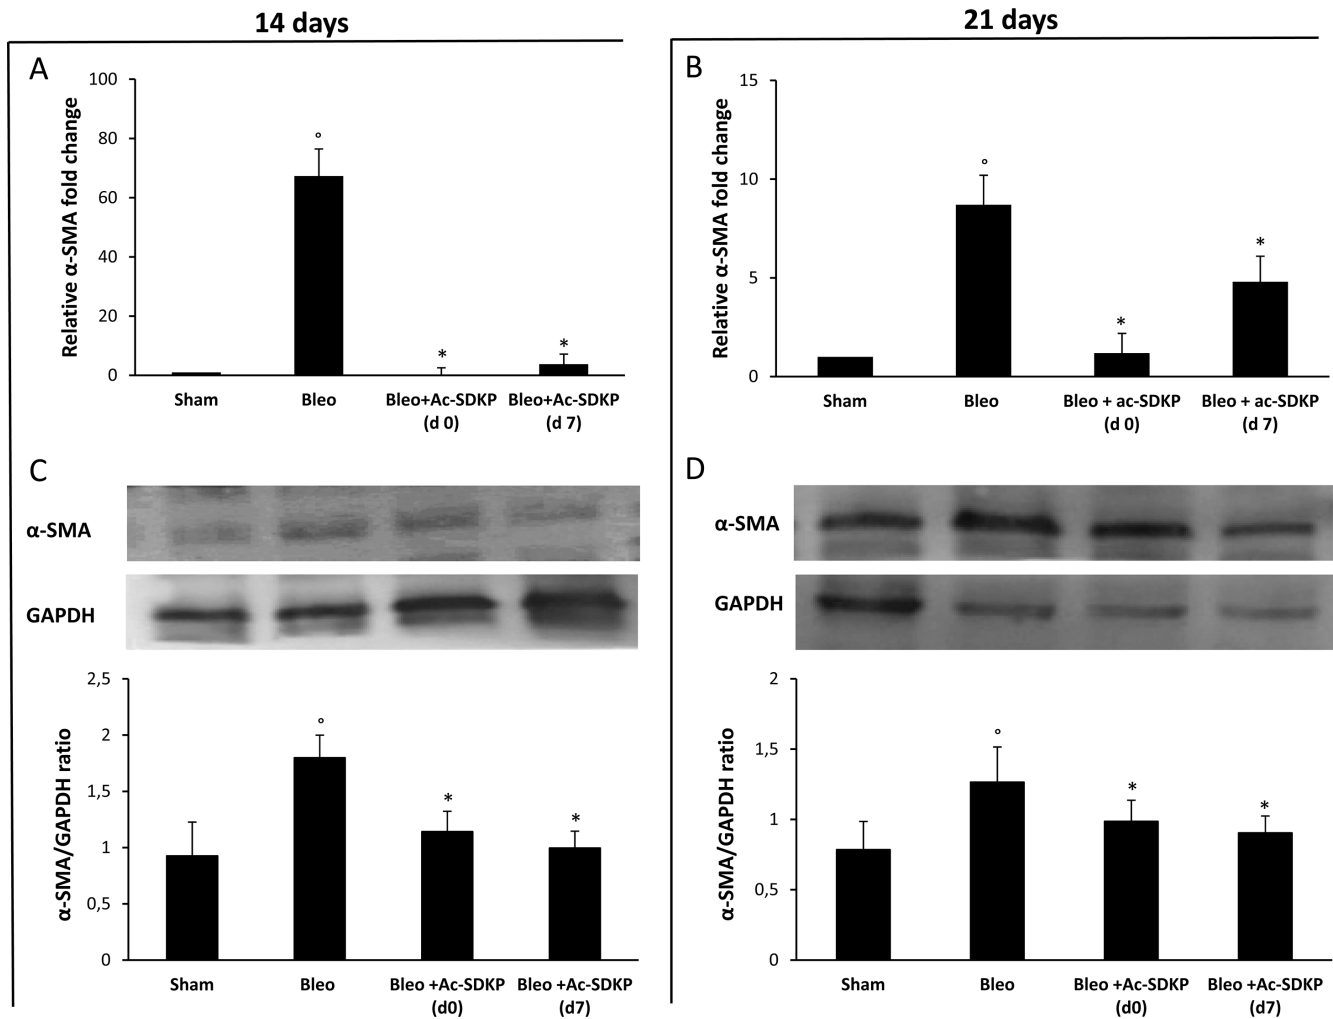 14 days
21 days
A
Relative α-SMA fold change
100
80
60
40
20
0
°
*
*
Sham
Bleo
Bleo+Ac-SDKP
(d 0)
Bleo+Ac-SDKP
(d 7)
B
Relative α-SMA fold change
15
10
5
0
°
*
*
Sham
Bleo
Bleo + ac-SDKP
(d 0)
Bleo + ac-SDKP
(d 7)
C
α-SMA
GAPDH
α-SMA/GAPDH ratio
2,5
2
1,5
1
0,5
0
°
*
*
Sham
Bleo
Bleo +Ac-SDKP
(d0)
Bleo +Ac-SDKP
(d7)
D
α-SMA
GAPDH
α-SMA/GAPDH ratio
2
1,5
1
0,5
0
°
*
*
Sham
Bleo
Bleo +Ac-SDKP
(d0)
Bleo +Ac-SDKP
(d7)